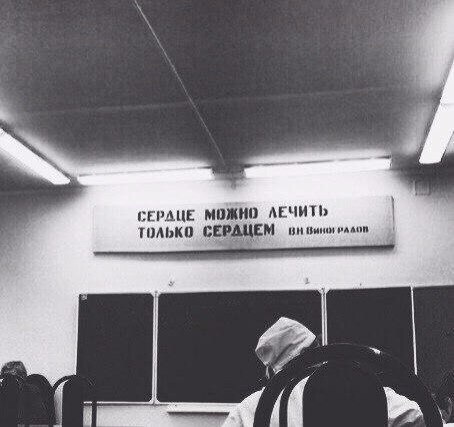 СЕРДЦЕ МОЖНО ЛЕЧИТЬ
ТОЛЬКО СЕРДЦЕМ В.Н. ВИНОГРАДОВ